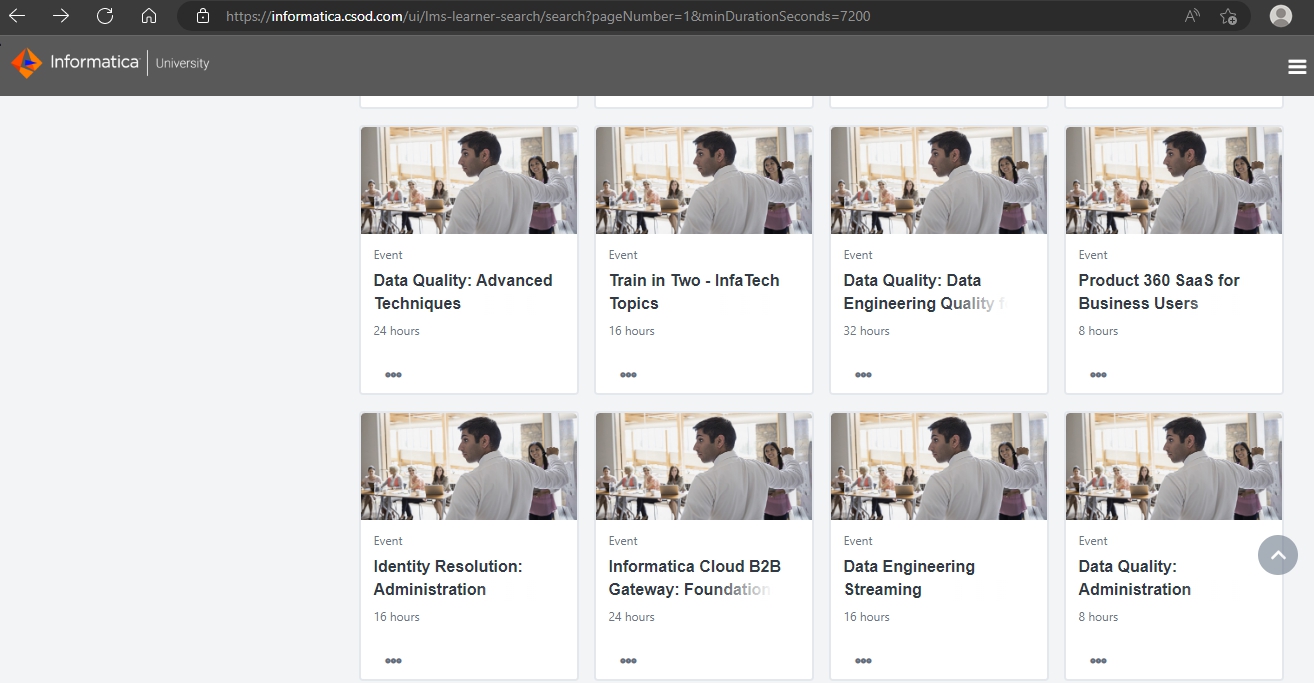 https://informatica.csod.com/ui/lms-learner-search/search?pageNumber=1&minDurationSeconds=7200
Informatica University
Event
Data Quality: Advanced
Techniques
24 hours
Event
Train in Two - InfaTech
Topics
16 hours
Event
Data Quality: Data
Engineering Quality f
32 hours
Event
Product 360 SaaS for
Business Users
8 hours
Event
Identity Resolution:
Administration
16 hours
Event
Informatica Cloud B2B
Gateway: Foundation
24 hours
Event
Data Engineering
Streaming
16 hours
Event
Data Quality:
Administration
8 hours